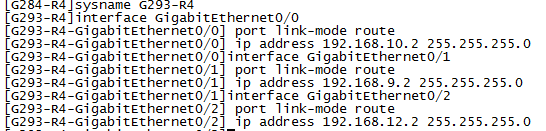 [G284-R4]sysname G293-R4
[G293-R4]interface GigabitEthernet0/0
[G293-R4-GigabitEthernet0/0] port link-mode route
[G293-R4-GigabitEthernet0/0] ip address 192.168.10.2 255.255.255.0
[G293-R4-GigabitEthernet0/0]interface GigabitEthernet0/1
[G293-R4-GigabitEthernet0/1] port link-mode route
[G293-R4-GigabitEthernet0/1] ip address 192.168.9.2 255.255.255.0
[G293-R4-GigabitEthernet0/1]interface GigabitEthernet0/2
[G293-R4-GigabitEthernet0/2] port link-mode route
[G293-R4-GigabitEthernet0/2] ip address 192.168.12.2 255.255.255.0